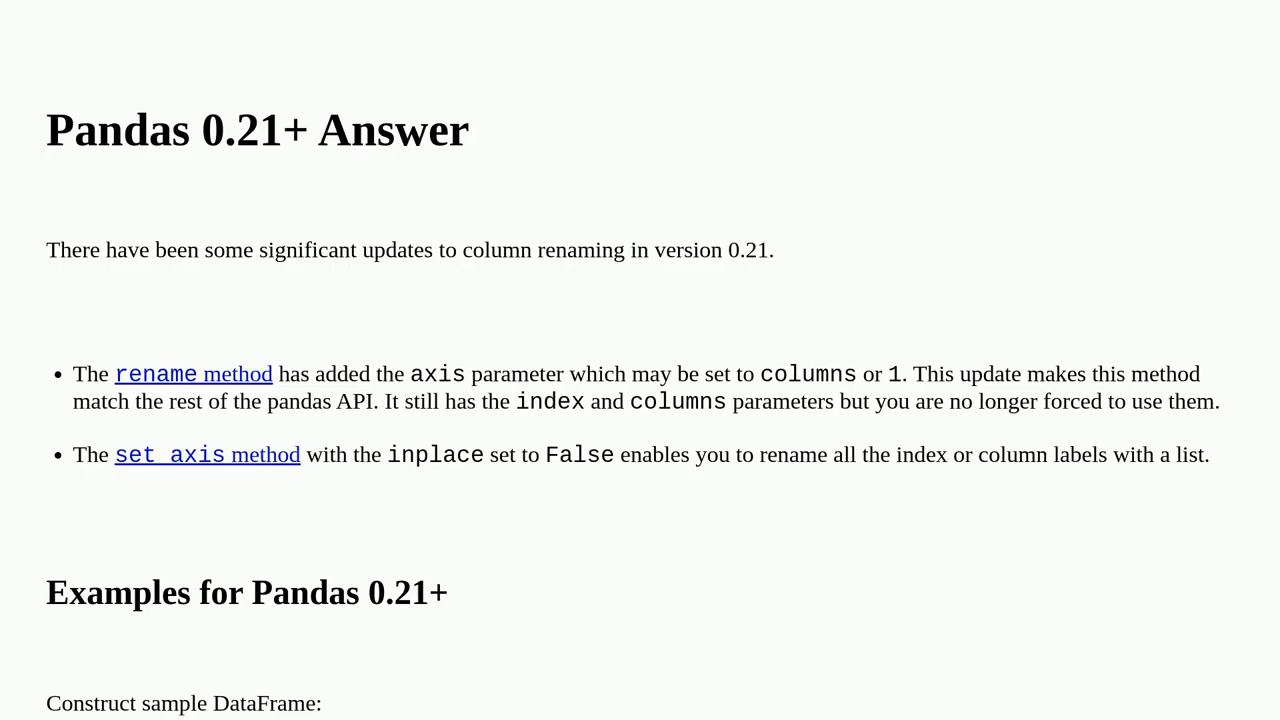 Pandas 0.21+ Answer
There have been some significant updates to column renaming in version 0.21.
• The rename method has added the axis parameter which may be set to columns or 1. This update makes this method
match the rest of the pandas API. It still has the index and columns parameters but you are no longer forced to use them.
• The set_axis method with the inplace set to False enables you to rename all the index or column labels with a list.
Examples for Pandas 0.21+
Construct sample DataFrame: